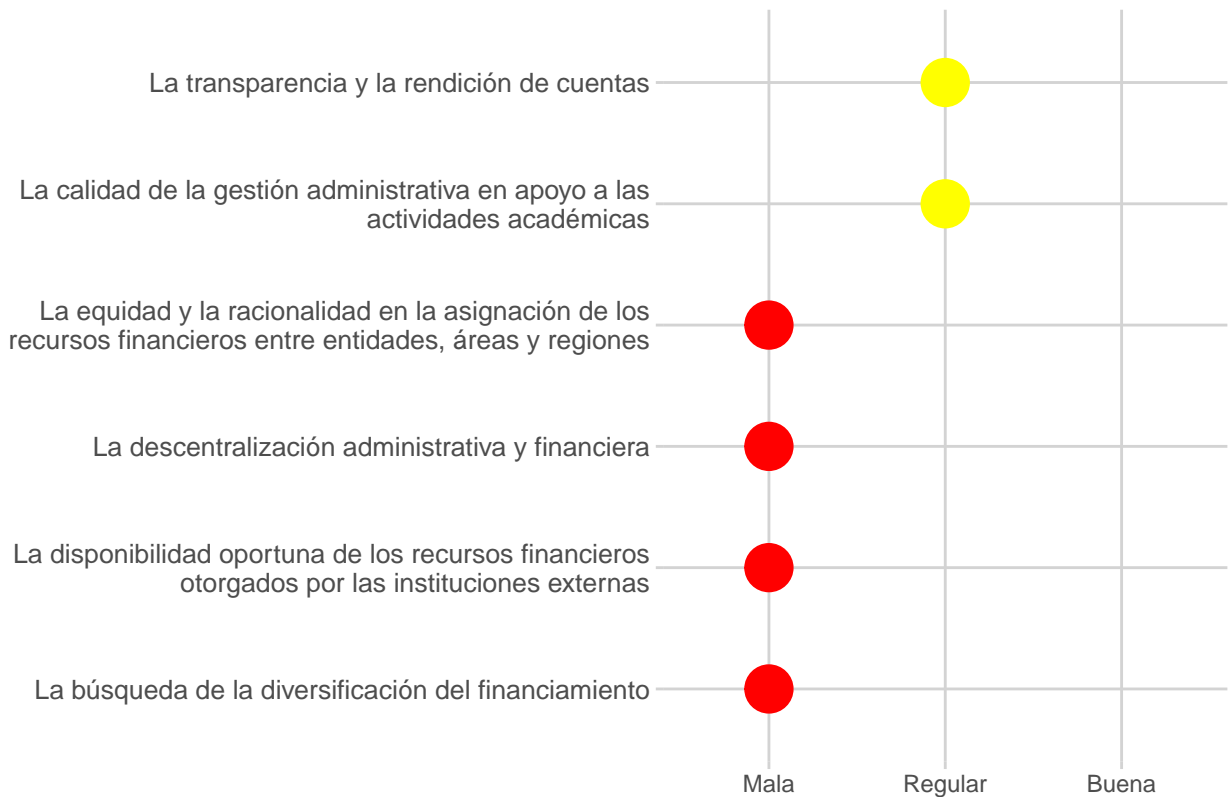 La transparencia y la rendición de cuentas
La calidad de la gestión administrativa en apoyo a las
actividades académicas
La equidad y la racionalidad en la asignación de los
recursos financieros entre entidades, áreas y regiones
La descentralización administrativa y financiera
La disponibilidad oportuna de los recursos financieros
otorgados por las instituciones externas
La búsqueda de la diversificación del financiamiento
Mala
Regular
Buena